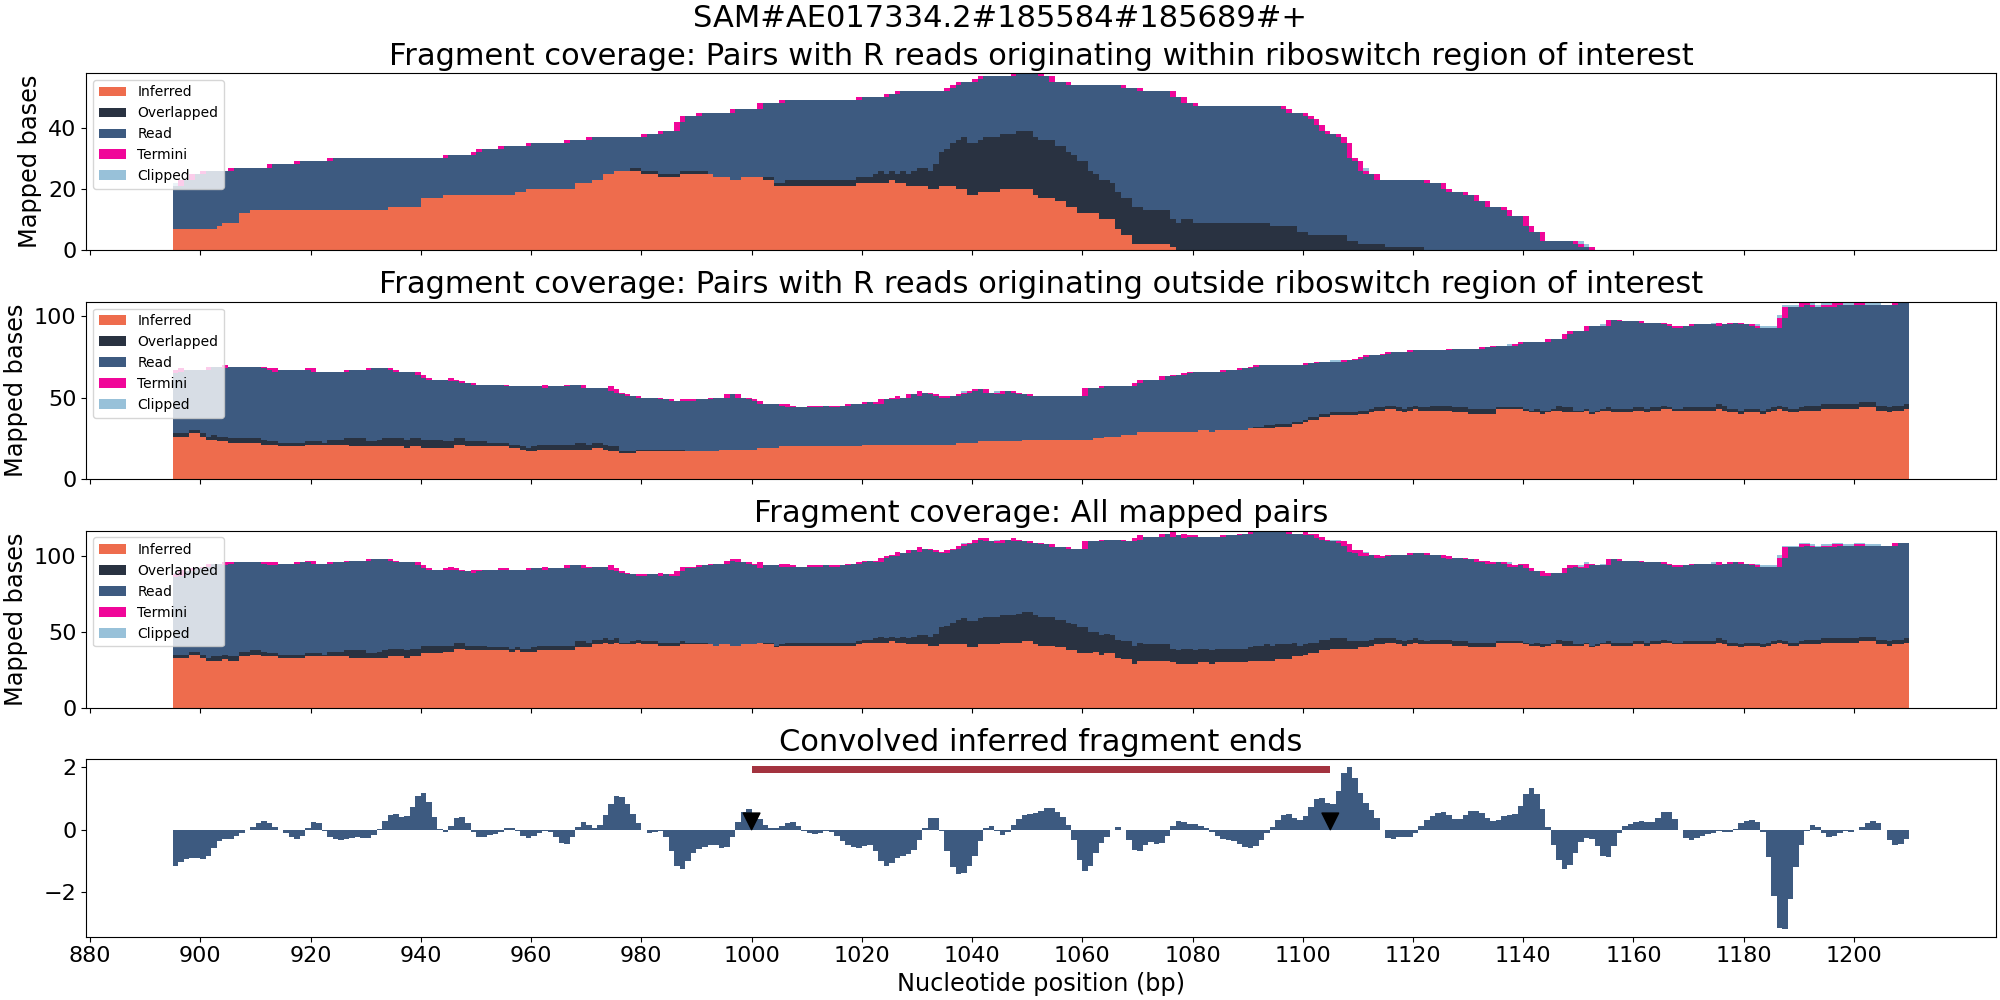 SAM#AE017334.2#185584#185689#+
Fragment coverage: Pairs with R reads originating within riboswitch region of interest
Mapped bases
40
20
0
Inferred
Overlapped
Read
Termini
Clipped
Fragment coverage: Pairs with R reads originating outside riboswitch region of interest
Mapped bases
100
50
0
Inferred
Overlapped
Read
Termini
Clipped
Fragment coverage: All mapped pairs
Mapped bases
100
50
0
Inferred
Overlapped
Read
Termini
Clipped
Convolved inferred fragment ends
2
0
−2
880 900 920 940 960 980 1000 1020 1040 1060 1080 1100 1120 1140 1160 1180 1200
Nucleotide position (bp)